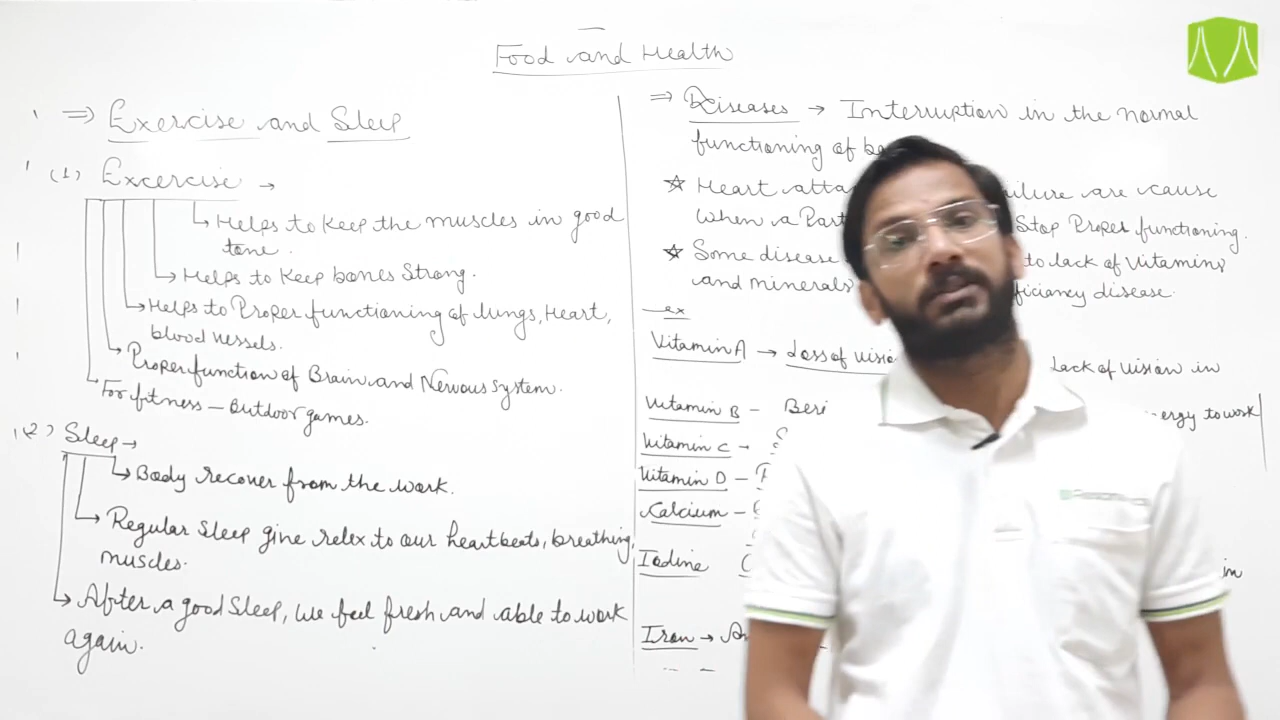 Food and Health
⇒ Exercise and Sleep
(1) Excercise →
Helps to Keep the muscles in good
tone.
Helps to Keep bones Strong.
Helps to Proper functioning of lungs, Heart,
blood vessels.
Proper function of Brain and Nervous System.
For fitness – Outdoor games.
(2) Sleep →
Body recover from the work.
Regular Sleep give relex to our heartbeats, breathing,
muscles.
After a good Sleep, we feel fresh and able to work
again.
⇒ Diseases → Interruption in the normal
functioning of
☆ Heart are cause
When a Stop Proper functioning.
☆ Some disease to lack of Vitamins
and minerals disease.
ex
Vitamin A → Loss of Lack of vision in
Vitamin B – Beri to work
Vitamin C –
Vitamin D –
Calcium –
Iodine in
Iron →